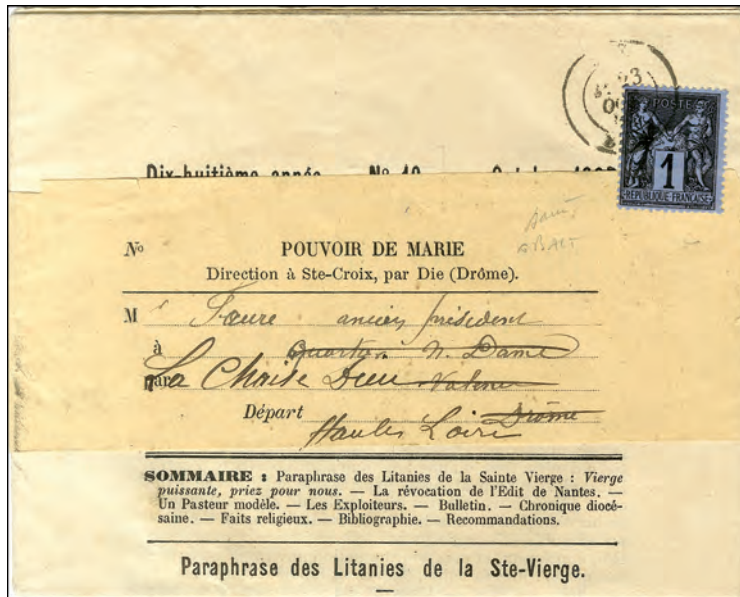 23
POSTE
1
REPUBLIQUE FRANÇAISE
Dix-huitième année N° 10
No POUVOIR DE MARIE
Direction à Ste-Croix, par Die (Drôme).
M Faure ancien président
à Quartier N. Dame
par La Chaise Dieu Valence
Départ Drôme
Haute Loire
SOMMAIRE : Paraphrase des Litanies de la Sainte Vierge : Vierge
puissante, priez pour nous. — La révocation de l'Edit de Nantes. —
Un Pasteur modèle. — Les Exploiteurs. — Bulletin. — Chronique diocé-
saine. — Faits religieux. — Bibliographie. — Recommandations.
Paraphrase des Litanies de la Ste-Vierge.